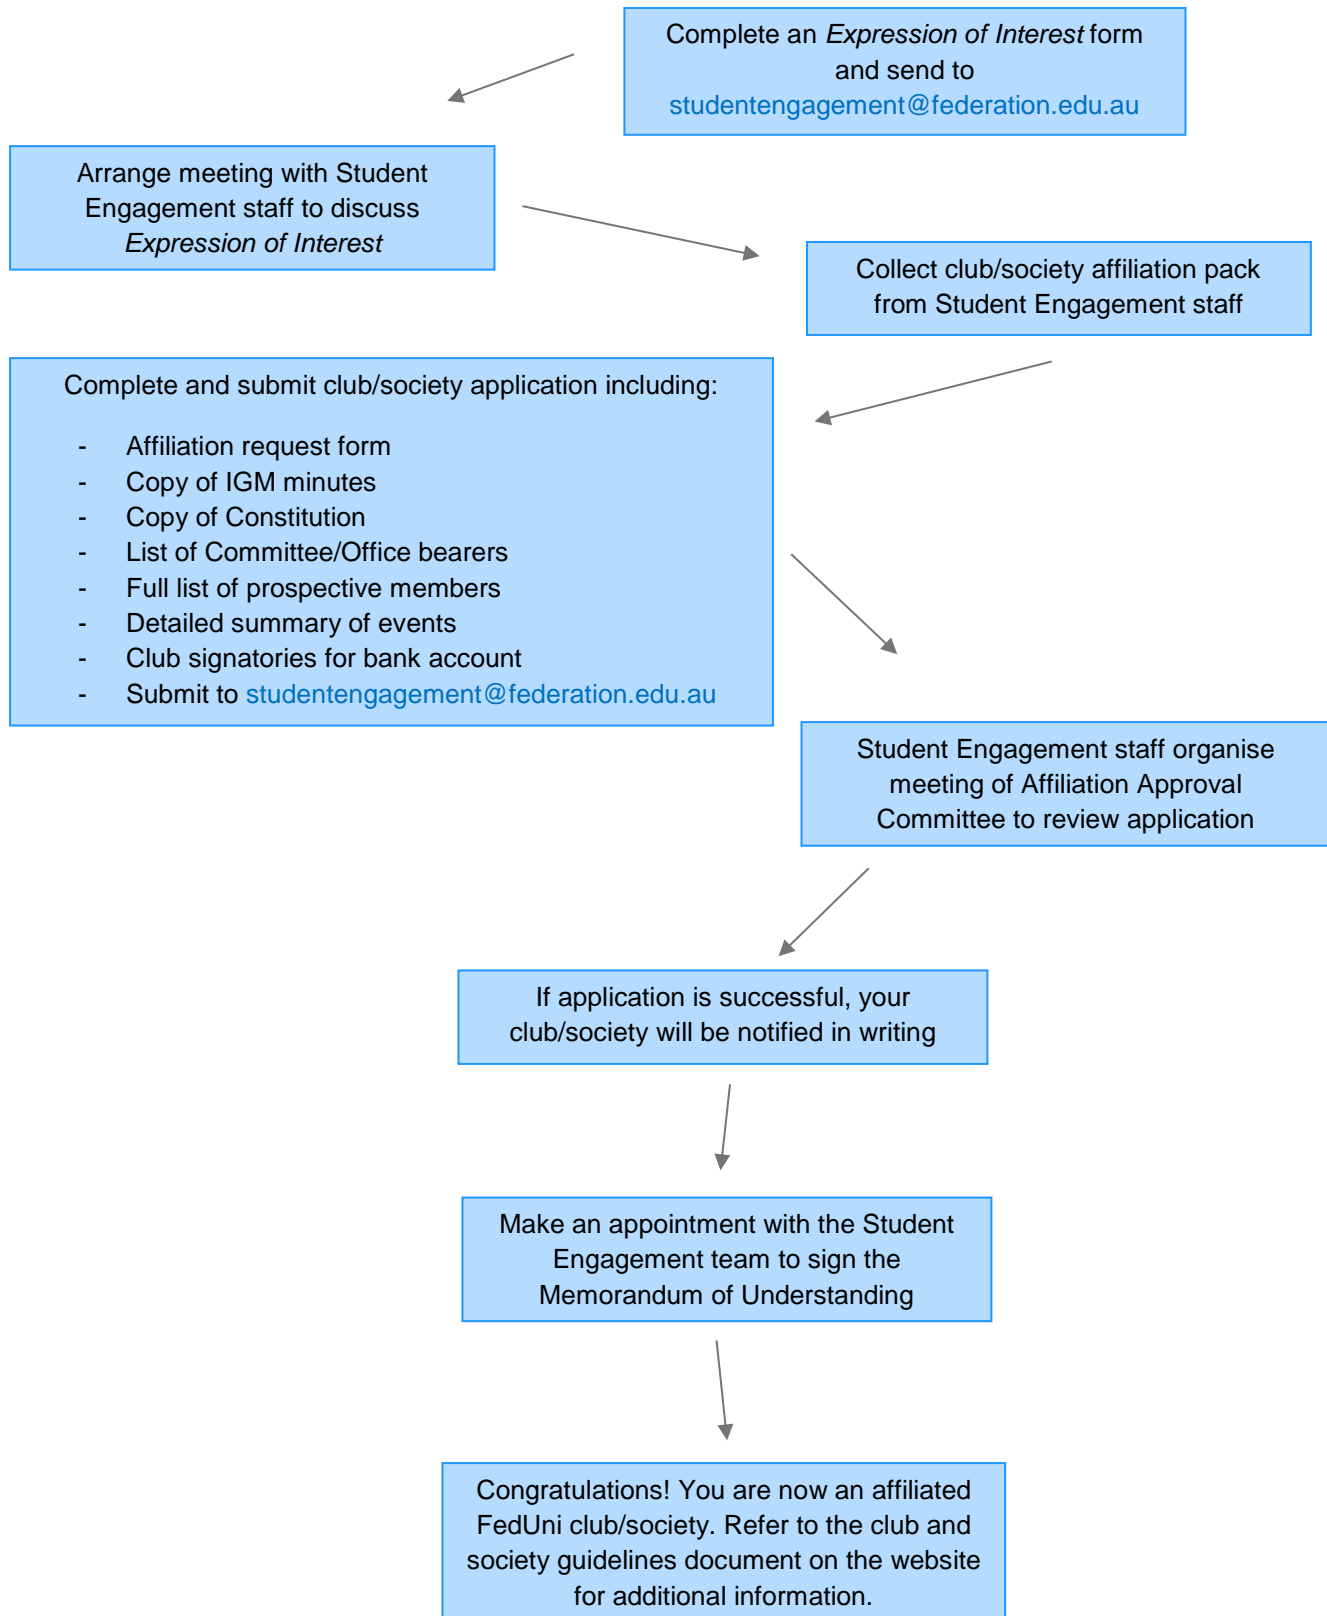 Complete an Expression of Interest form
and send to
studentengagement@federation.edu.au
Arrange meeting with Student
Engagement staff to discuss
Expression of Interest
Collect club/society affiliation pack
from Student Engagement staff
Complete and submit club/society application including:
- Affiliation request form
- Copy of IGM minutes
- Copy of Constitution
- List of Committee/Office bearers
- Full list of prospective members
- Detailed summary of events
- Club signatories for bank account
- Submit to studentengagement@federation.edu.au
Student Engagement staff organise
meeting of Affiliation Approval
Committee to review application
If application is successful, your
club/society will be notified in writing
Make an appointment with the Student
Engagement team to sign the
Memorandum of Understanding
Congratulations! You are now an affiliated
FedUni club/society. Refer to the club and
society guidelines document on the website
for additional information.